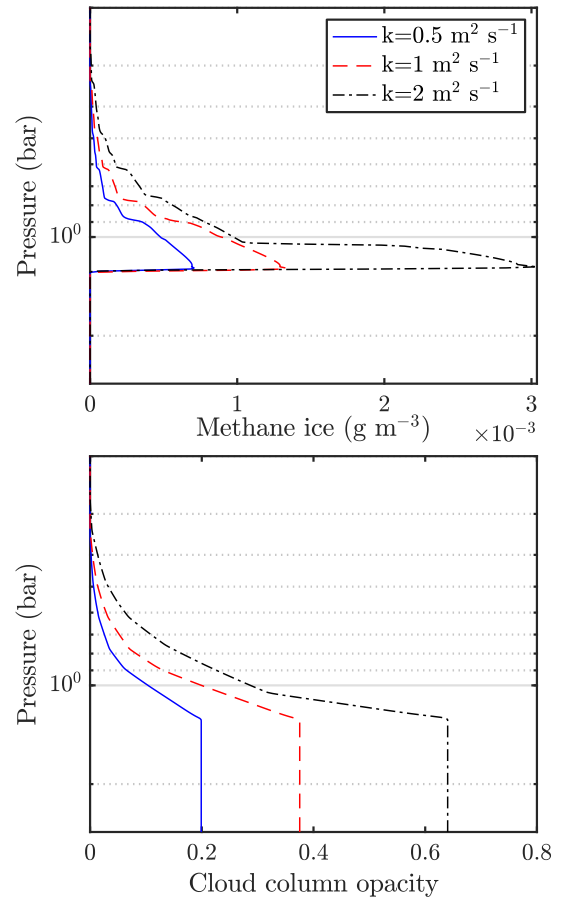 k=0.5 m² s⁻¹
k=1 m² s⁻¹
k=2 m² s⁻¹
Pressure (bar)
10⁰
0 1 2 3
Methane ice (g m⁻³) ×10⁻³
Pressure (bar)
10⁰
0 0.2 0.4 0.6 0.8
Cloud column opacity